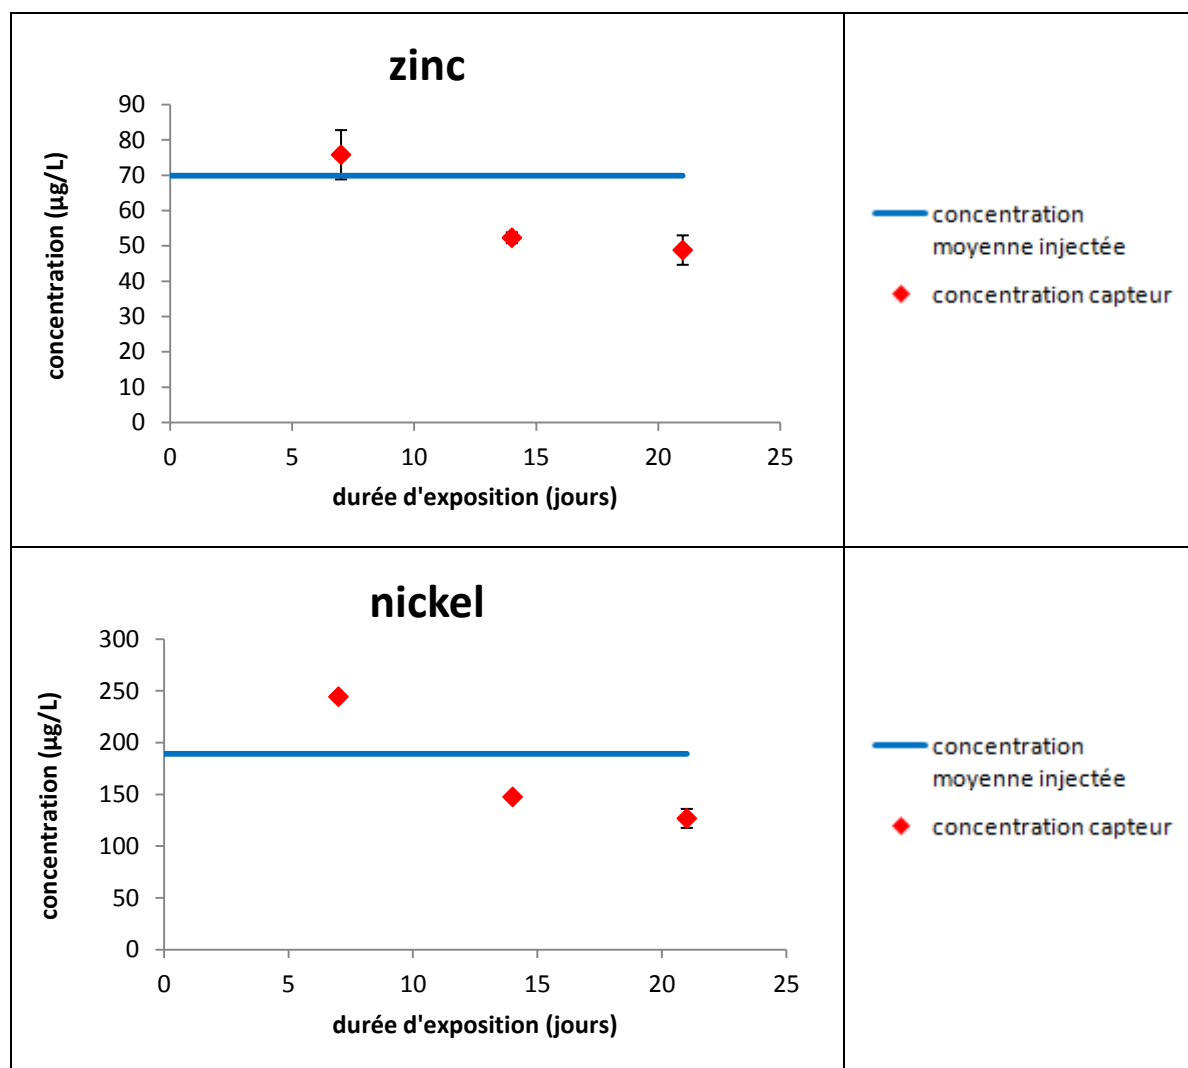 zinc
90
80
70
60
50
40
30
20
10
0
0 5 10 15 20 25
concentration (µg/L)
durée d'exposition (jours)
concentration
moyenne injectée
concentration capteur
nickel
300
250
200
150
100
50
0
0 5 10 15 20 25
concentration (µg/L)
durée d'exposition (jours)
concentration
moyenne injectée
concentration capteur